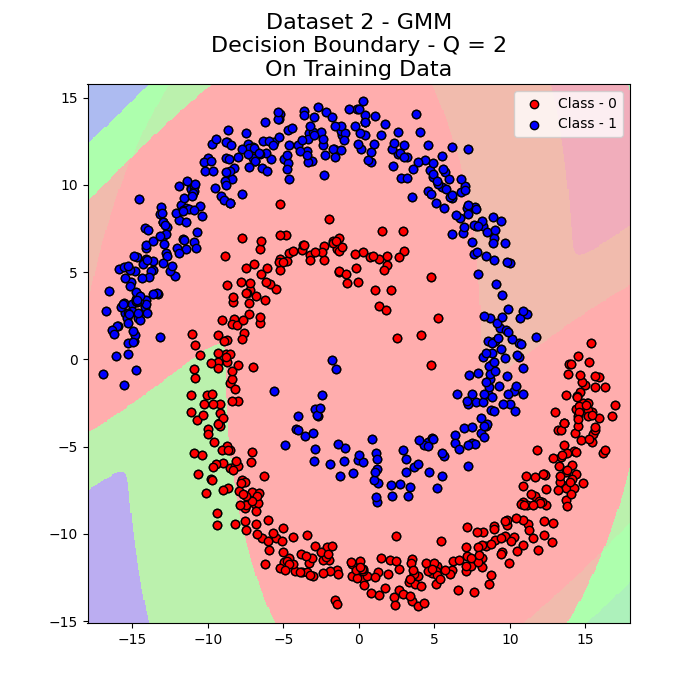 Dataset 2 - GMM
Decision Boundary - Q = 2
On Training Data
Class - 0
Class - 1
15
10
5
0
−5
−10
−15
−15
−10
−5
0
5
10
15